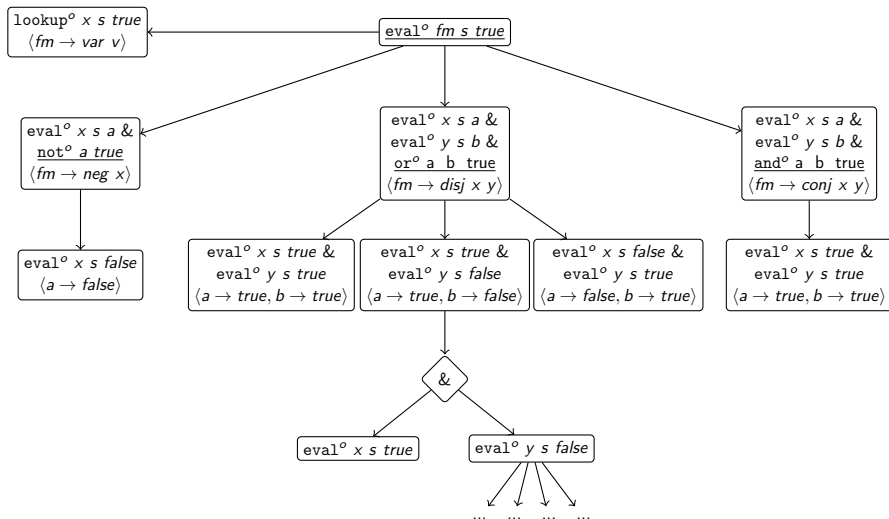 lookupᵒ x s true
⟨fm → var v⟩
evalᵒ fm s true
evalᵒ x s a &
notᵒ a true
⟨fm → neg x⟩
evalᵒ x s a &
evalᵒ y s b &
orᵒ a b true
⟨fm → disj x y⟩
evalᵒ x s a &
evalᵒ y s b &
andᵒ a b true
⟨fm → conj x y⟩
evalᵒ x s false
⟨a → false⟩
evalᵒ x s true &
evalᵒ y s true
⟨a → true, b → true⟩
evalᵒ x s true &
evalᵒ y s false
⟨a → true, b → false⟩
evalᵒ x s false &
evalᵒ y s true
⟨a → false, b → true⟩
evalᵒ x s true &
evalᵒ y s true
⟨a → true, b → true⟩
&
evalᵒ x s true
evalᵒ y s false
... ... ... ...